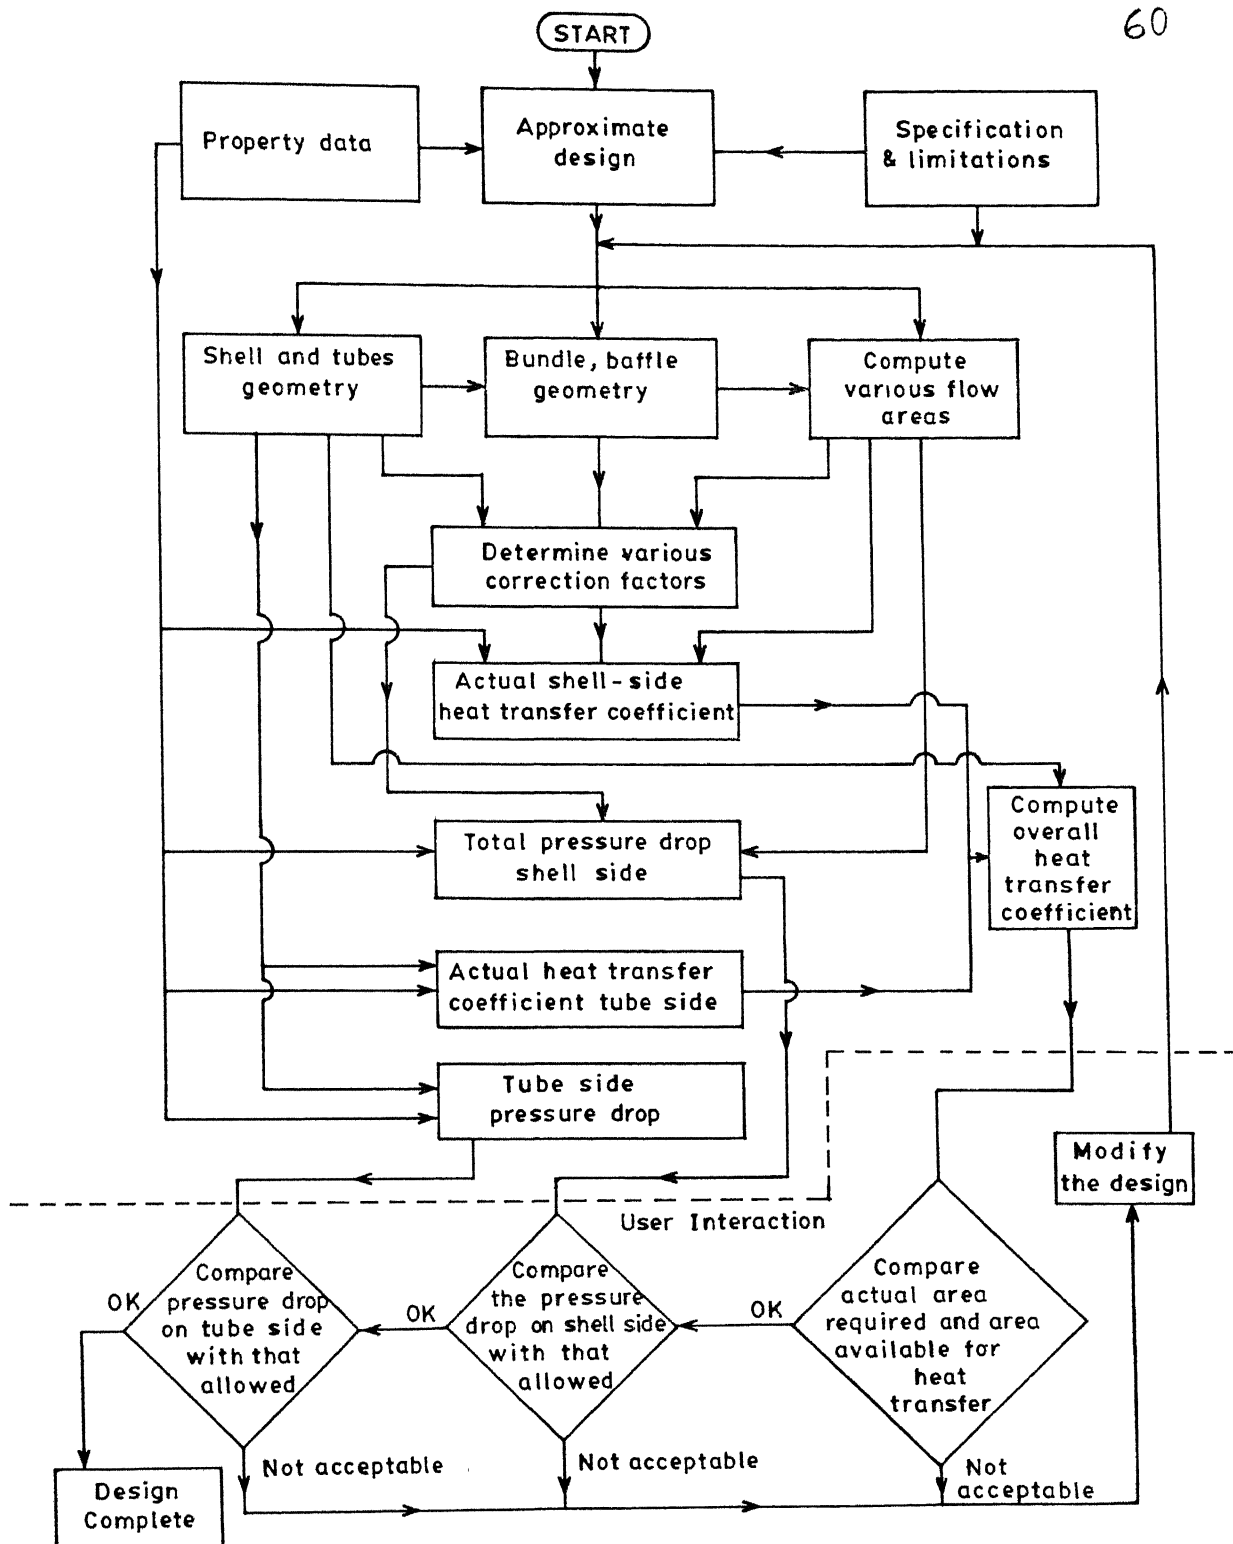 60
START
Property data
Approximate
design
Specification
& limitations
Shell and tubes
geometry
Bundle, baffle
geometry
Compute
various flow
areas
Determine various
correction factors
Actual shell-side
heat transfer coefficient
Compute
overall
heat
transfer
coefficient
Total pressure drop
shell side
Actual heat transfer
coefficient tube side
Tube side
pressure drop
Modify
the design
User Interaction
Compare
pressure drop
on tube side
with that
allowed
OK
Compare
the pressure
drop on shell side
with that
allowed
OK
Compare
actual area
required and area
available for
heat
transfer
OK
Not acceptable
Not acceptable
Not
acceptable
Design
Complete